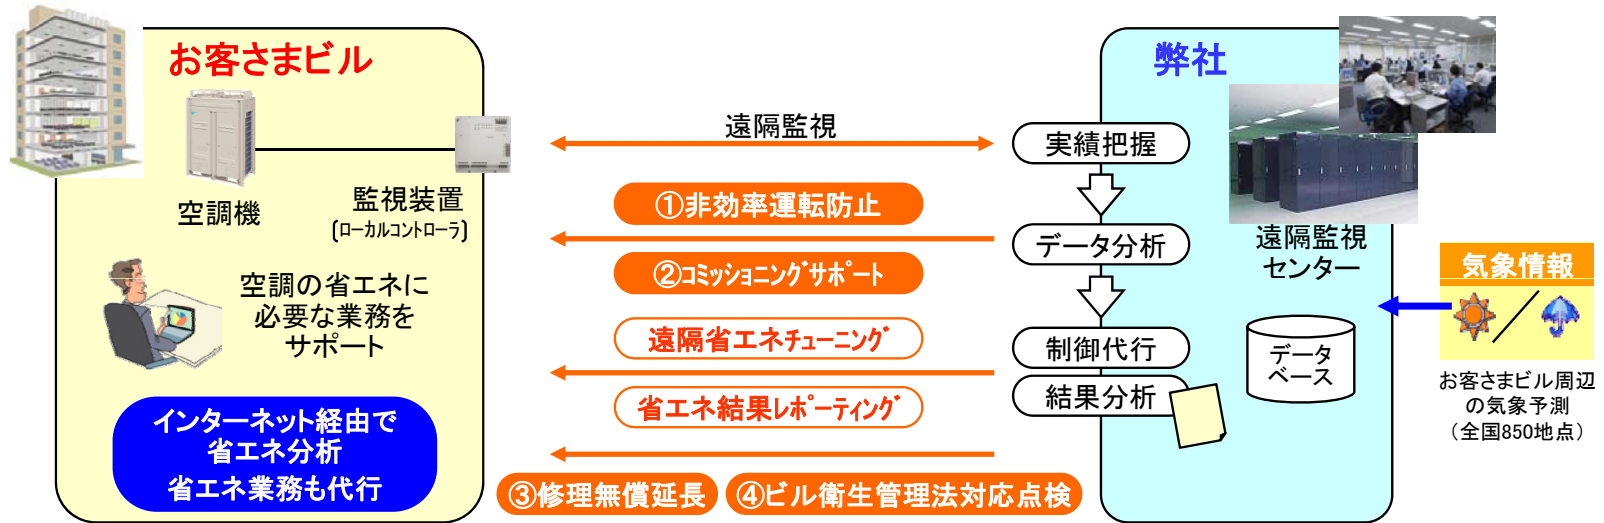 お客さまビル
空調機
監視装置
(ローカルコントローラ)
空調の省エネに
必要な業務を
サポート
インターネット経由で
省エネ分析
省エネ業務も代行
遠隔監視
①非効率運転防止
②コミッショニングサポート
遠隔省エネチューニング
省エネ結果レポーティング
③修理無償延長
④ビル衛生管理法対応点検
弊社
実績把握
データ分析
制御代行
結果分析
遠隔監視
センター
データ
ベース
気象情報
お客さまビル周辺
の気象予測
(全国850地点)